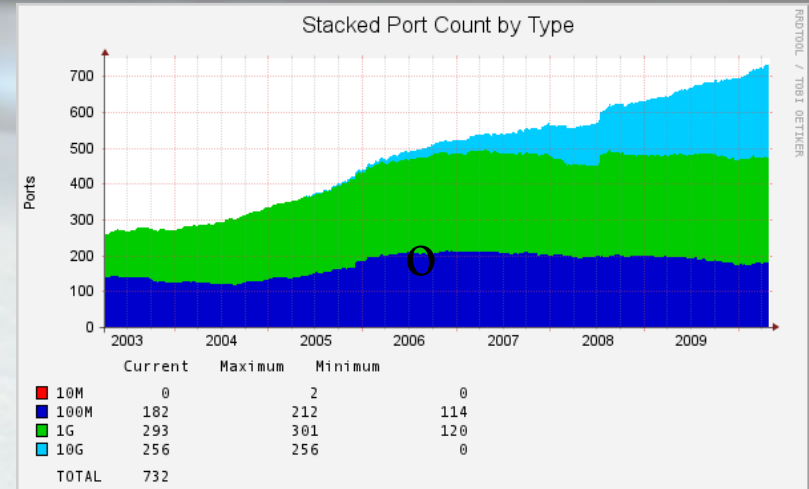 Stacked Port Count by Type
RRDTOOL / TOBI OETIKER
Ports
700
600
500
400
300
200
100
0
O
2003 2004 2005 2006 2007 2008 2009
Current Maximum Minimum
10M 0 2 0
100M 182 212 114
1G 293 301 120
10G 256 256 0
TOTAL 732